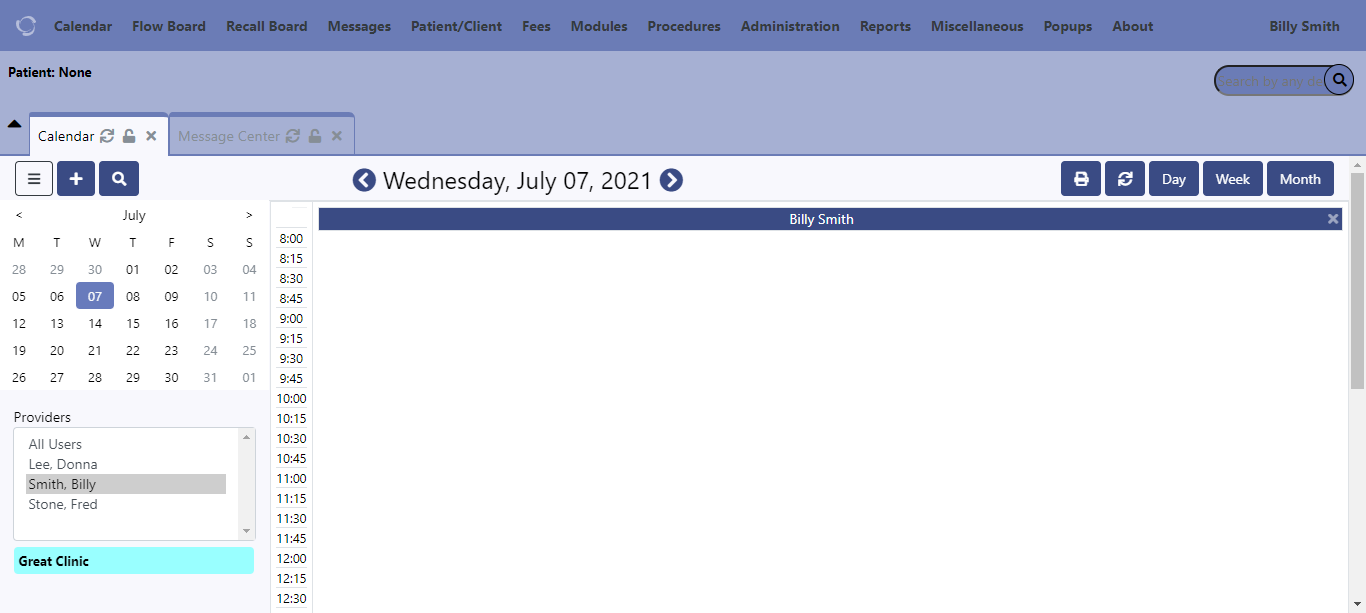 Calendar Flow Board Recall Board Messages Patient/Client Fees Modules Procedures Administration Reports Miscellaneous Popups About Billy Smith
Patient: None
Search by any de
Calendar Message Center
Wednesday, July 07, 2021
Day Week Month
< July >
M T W T F S S
28 29 30 01 02 03 04
05 06 07 08 09 10 11
12 13 14 15 16 17 18
19 20 21 22 23 24 25
26 27 28 29 30 31 01
Providers
All Users
Lee, Donna
Smith, Billy
Stone, Fred
Great Clinic
Billy Smith
8:00
8:15
8:30
8:45
9:00
9:15
9:30
9:45
10:00
10:15
10:30
10:45
11:00
11:15
11:30
11:45
12:00
12:15
12:30